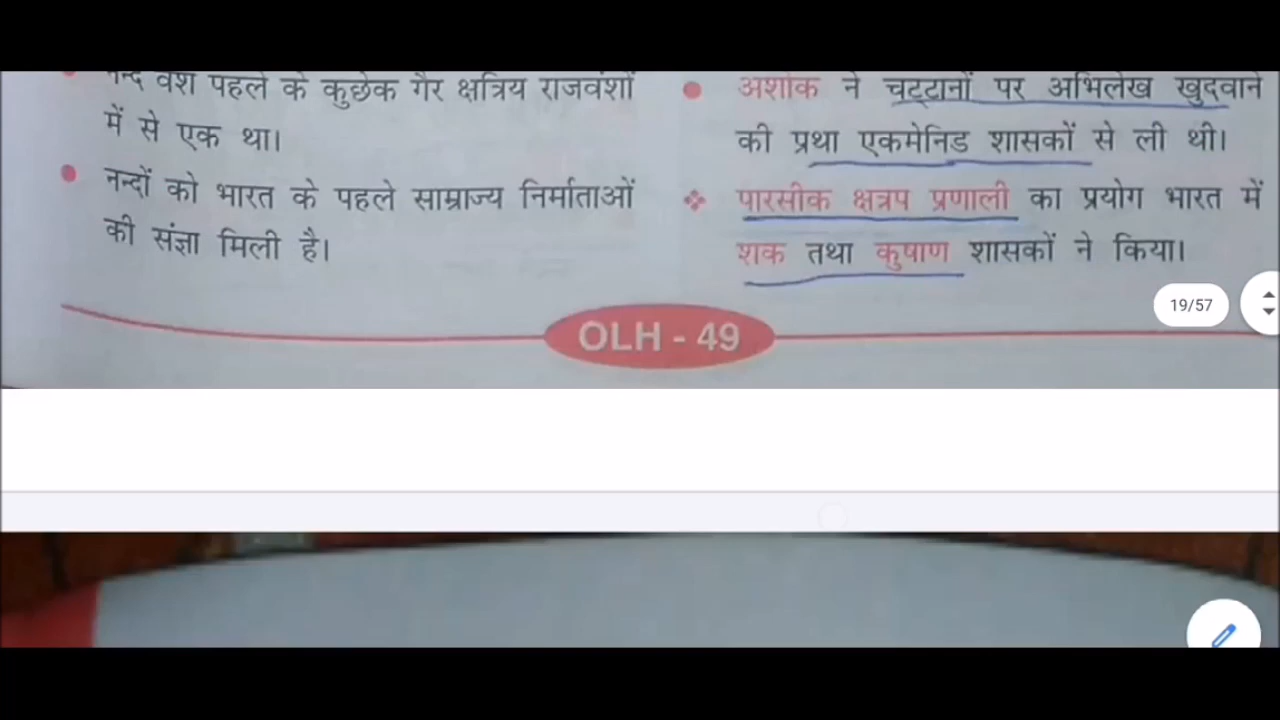 नन्द वंश पहले के कुछेक गैर क्षत्रिय राजवंशों
में से एक था।
नन्दों को भारत के पहले साम्राज्य निर्माताओं
की संज्ञा मिली है।
अशोक ने चट्टानों पर अभिलेख खुदवाने
की प्रथा एकमेनिड शासकों से ली थी।
पारसीक क्षत्रप प्रणाली का प्रयोग भारत में
शक तथा कुषाण शासकों ने किया।
19/57
OLH - 49